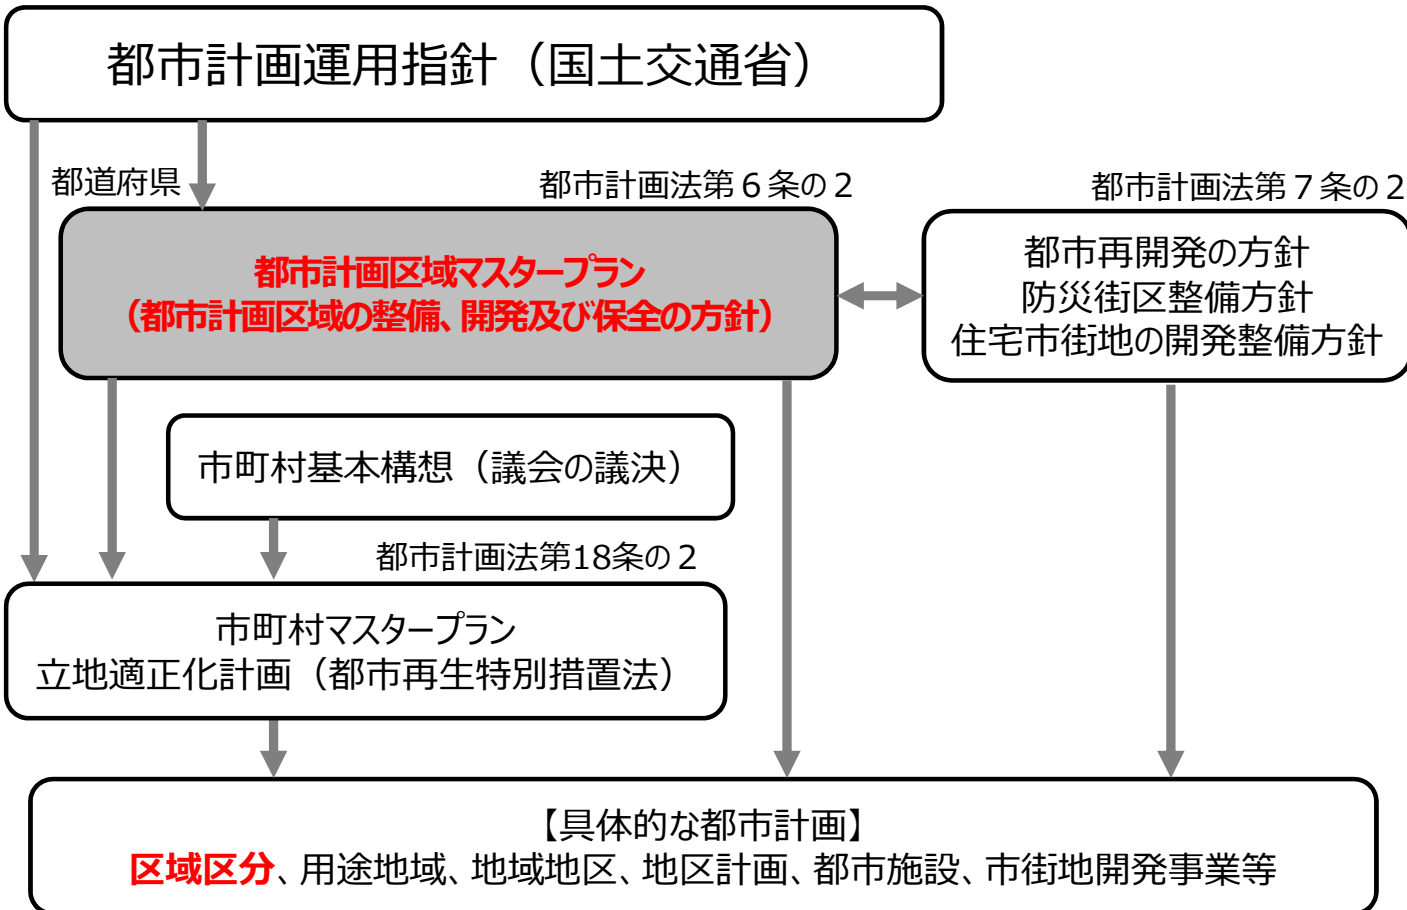 都市計画運用指針（国土交通省）
都道府県
都市計画法第６条の２
都市計画法第７条の２
都市計画区域マスタープラン
（都市計画区域の整備、開発及び保全の方針）
都市再開発の方針
防災街区整備方針
住宅市街地の開発整備方針
市町村基本構想（議会の議決）
都市計画法第18条の２
市町村マスタープラン
立地適正化計画（都市再生特別措置法）
【具体的な都市計画】
区域区分、用途地域、地域地区、地区計画、都市施設、市街地開発事業等